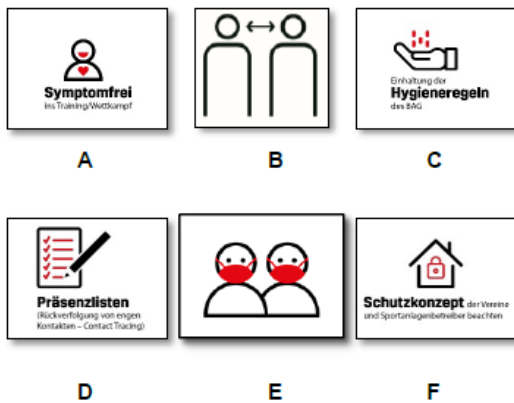 Symptomfrei
ins Training/Wettkampf
Einhaltung der
Hygieneregeln
des BAG
A
B
C
Präsenzlisten
(Rückverfolgung von engen
Kontakten – Contact Tracing)
Schutzkonzept der Vereine
und Sportanlagenbetreiber beachten
D
E
F